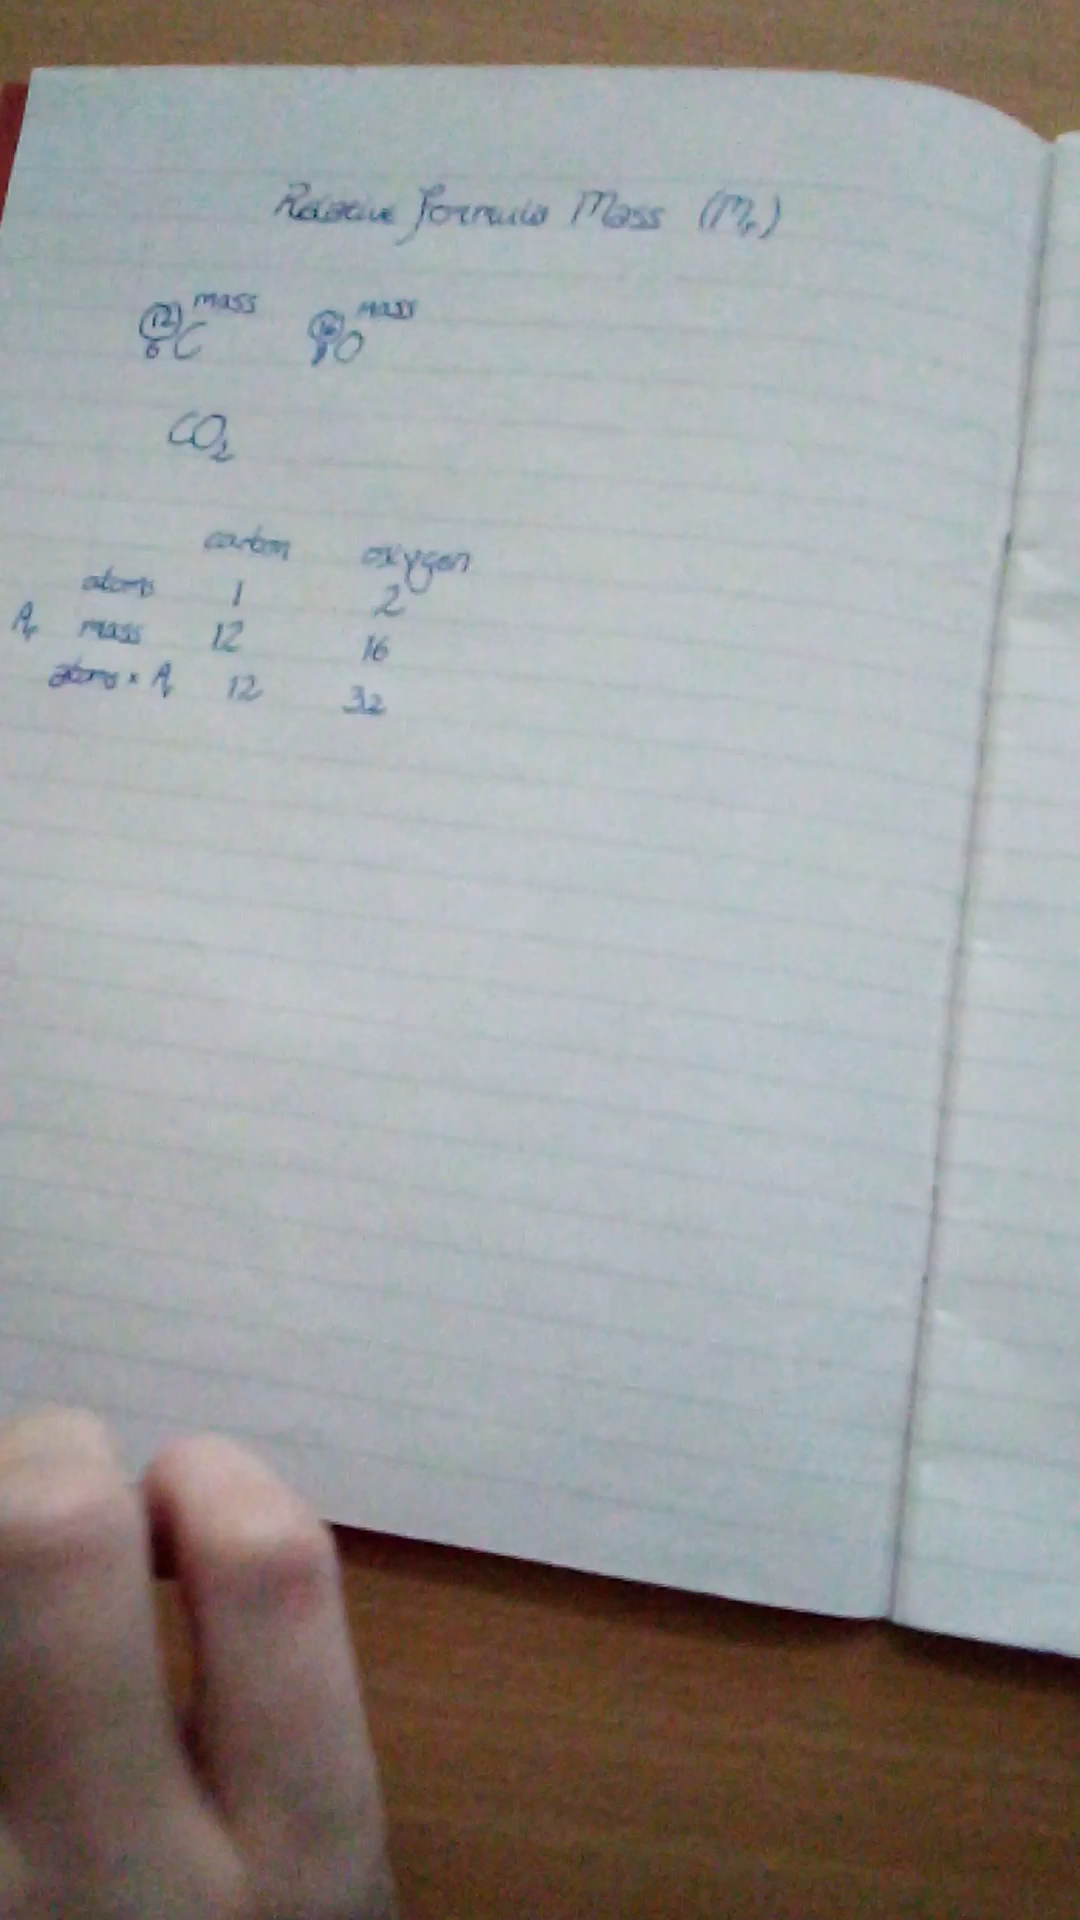 Relative Formula Mass (Mr)
12 mass 16 mass
6 C 8 O
CO2
carbon oxygen
atoms 1 2
Ar mass 12 16
atoms × Ar 12 32